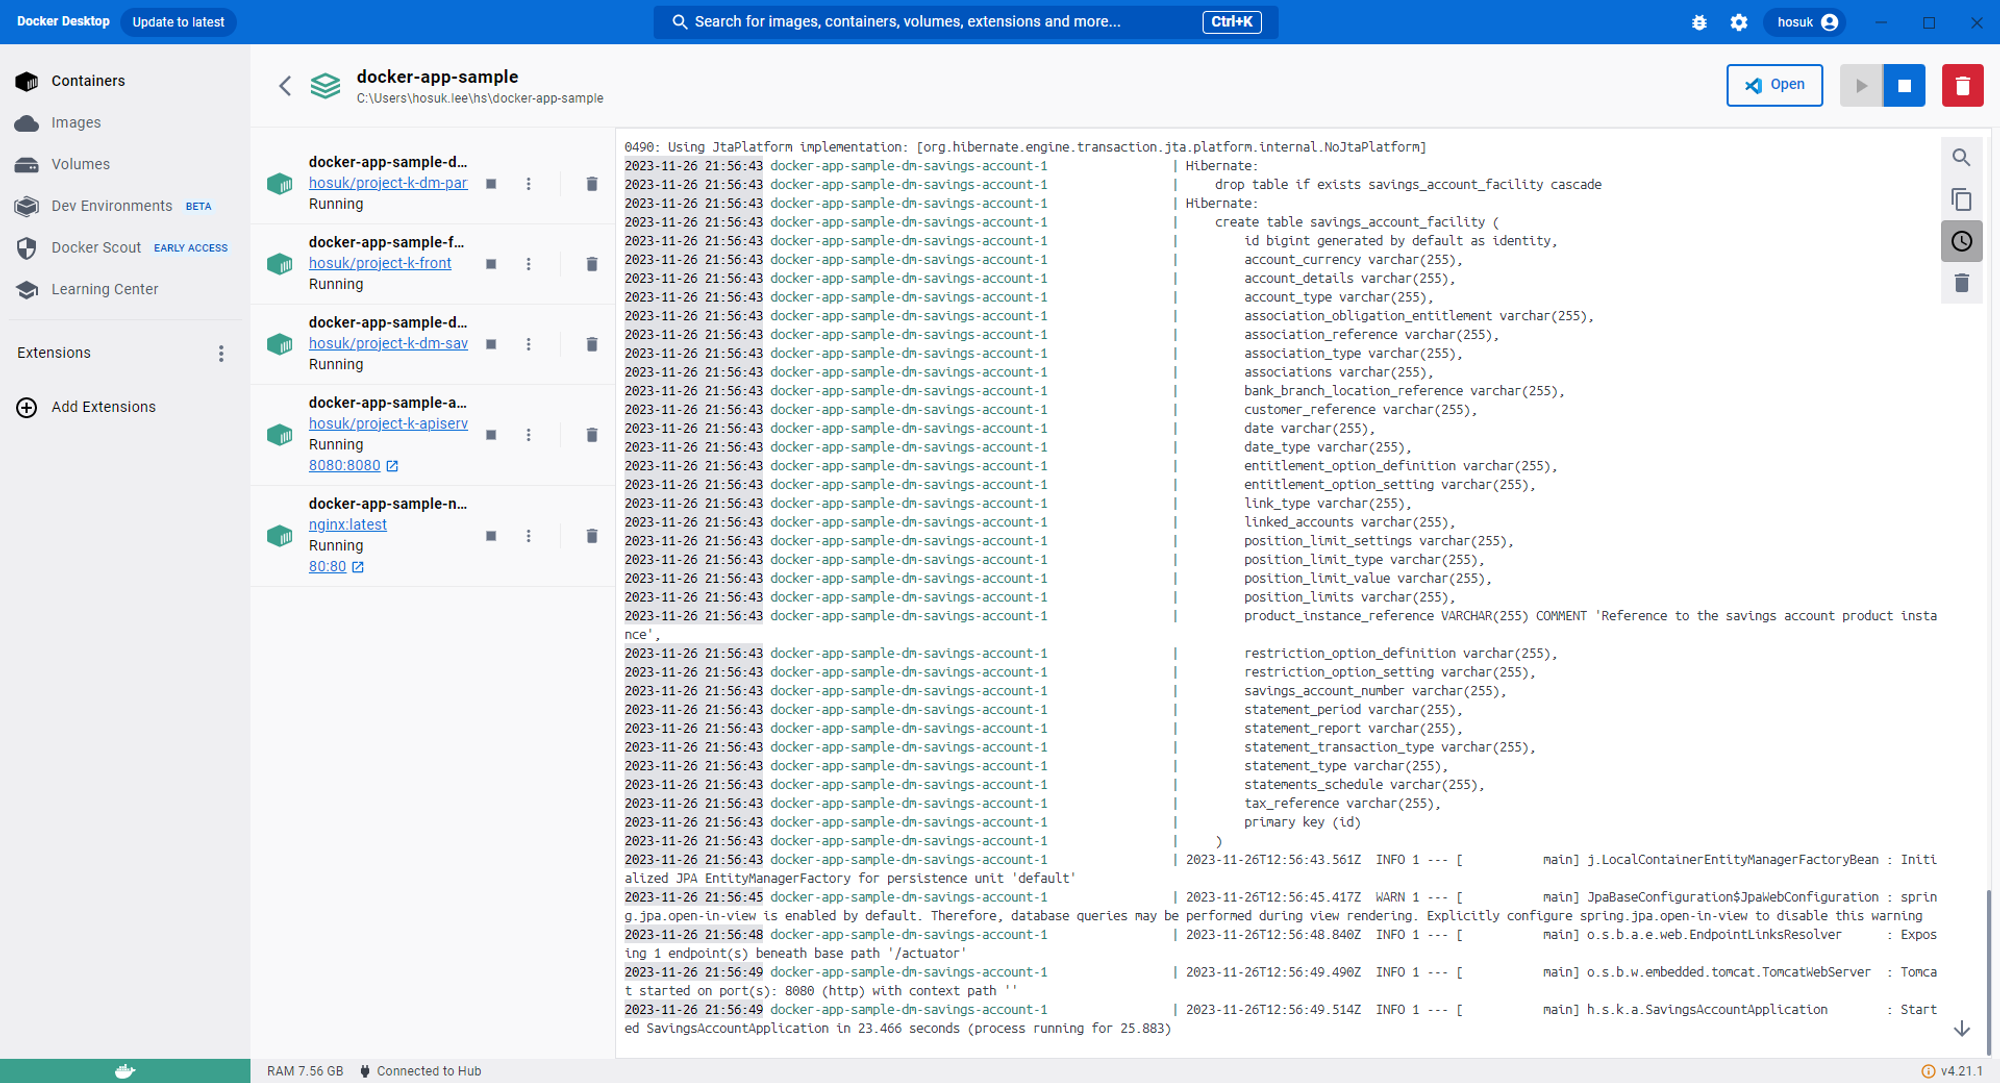 Docker Desktop
Update to latest
Search for images, containers, volumes, extensions and more...
Ctrl+K
hosuk
Containers
Images
Volumes
Dev Environments BETA
Docker Scout EARLY ACCESS
Learning Center
Extensions
Add Extensions
docker-app-sample
C:\Users\hosuk.lee\hs\docker-app-sample
Open
docker-app-sample-d...
hosuk/project-k-dm-par
Running
docker-app-sample-f...
hosuk/project-k-front
Running
docker-app-sample-d...
hosuk/project-k-dm-sav
Running
docker-app-sample-a...
hosuk/project-k-apiserv
Running
8080:8080
docker-app-sample-n...
nginx:latest
Running
80:80
0490: Using JtaPlatform implementation: [org.hibernate.engine.transaction.jta.platform.internal.NoJtaPlatform]
2023-11-26 21:56:43 docker-app-sample-dm-savings-account-1 | Hibernate:
2023-11-26 21:56:43 docker-app-sample-dm-savings-account-1 | drop table if exists savings_account_facility cascade
2023-11-26 21:56:43 docker-app-sample-dm-savings-account-1 | Hibernate:
2023-11-26 21:56:43 docker-app-sample-dm-savings-account-1 | create table savings_account_facility (
2023-11-26 21:56:43 docker-app-sample-dm-savings-account-1 | id bigint generated by default as identity,
2023-11-26 21:56:43 docker-app-sample-dm-savings-account-1 | account_currency varchar(255),
2023-11-26 21:56:43 docker-app-sample-dm-savings-account-1 | account_details varchar(255),
2023-11-26 21:56:43 docker-app-sample-dm-savings-account-1 | account_type varchar(255),
2023-11-26 21:56:43 docker-app-sample-dm-savings-account-1 | association_obligation_entitlement varchar(255),
2023-11-26 21:56:43 docker-app-sample-dm-savings-account-1 | association_reference varchar(255),
2023-11-26 21:56:43 docker-app-sample-dm-savings-account-1 | association_type varchar(255),
2023-11-26 21:56:43 docker-app-sample-dm-savings-account-1 | associations varchar(255),
2023-11-26 21:56:43 docker-app-sample-dm-savings-account-1 | bank_branch_location_reference varchar(255),
2023-11-26 21:56:43 docker-app-sample-dm-savings-account-1 | customer_reference varchar(255),
2023-11-26 21:56:43 docker-app-sample-dm-savings-account-1 | date varchar(255),
2023-11-26 21:56:43 docker-app-sample-dm-savings-account-1 | date_type varchar(255),
2023-11-26 21:56:43 docker-app-sample-dm-savings-account-1 | entitlement_option_definition varchar(255),
2023-11-26 21:56:43 docker-app-sample-dm-savings-account-1 | entitlement_option_setting varchar(255),
2023-11-26 21:56:43 docker-app-sample-dm-savings-account-1 | link_type varchar(255),
2023-11-26 21:56:43 docker-app-sample-dm-savings-account-1 | linked_accounts varchar(255),
2023-11-26 21:56:43 docker-app-sample-dm-savings-account-1 | position_limit_settings varchar(255),
2023-11-26 21:56:43 docker-app-sample-dm-savings-account-1 | position_limit_type varchar(255),
2023-11-26 21:56:43 docker-app-sample-dm-savings-account-1 | position_limit_value varchar(255),
2023-11-26 21:56:43 docker-app-sample-dm-savings-account-1 | position_limits varchar(255),
2023-11-26 21:56:43 docker-app-sample-dm-savings-account-1 | product_instance_reference VARCHAR(255) COMMENT 'Reference to the savings account product insta
nce',
2023-11-26 21:56:43 docker-app-sample-dm-savings-account-1 | restriction_option_definition varchar(255),
2023-11-26 21:56:43 docker-app-sample-dm-savings-account-1 | restriction_option_setting varchar(255),
2023-11-26 21:56:43 docker-app-sample-dm-savings-account-1 | savings_account_number varchar(255),
2023-11-26 21:56:43 docker-app-sample-dm-savings-account-1 | statement_period varchar(255),
2023-11-26 21:56:43 docker-app-sample-dm-savings-account-1 | statement_report varchar(255),
2023-11-26 21:56:43 docker-app-sample-dm-savings-account-1 | statement_transaction_type varchar(255),
2023-11-26 21:56:43 docker-app-sample-dm-savings-account-1 | statement_type varchar(255),
2023-11-26 21:56:43 docker-app-sample-dm-savings-account-1 | statements_schedule varchar(255),
2023-11-26 21:56:43 docker-app-sample-dm-savings-account-1 | tax_reference varchar(255),
2023-11-26 21:56:43 docker-app-sample-dm-savings-account-1 | primary key (id)
2023-11-26 21:56:43 docker-app-sample-dm-savings-account-1 | )
2023-11-26 21:56:43 docker-app-sample-dm-savings-account-1 | 2023-11-26T12:56:43.561Z INFO 1 --- [ main] j.LocalContainerEntityManagerFactoryBean : Initi
alized JPA EntityManagerFactory for persistence unit 'default'
2023-11-26 21:56:45 docker-app-sample-dm-savings-account-1 | 2023-11-26T12:56:45.417Z WARN 1 --- [ main] JpaBaseConfiguration$JpaWebConfiguration : sprin
g.jpa.open-in-view is enabled by default. Therefore, database queries may be performed during view rendering. Explicitly configure spring.jpa.open-in-view to disable this warning
2023-11-26 21:56:48 docker-app-sample-dm-savings-account-1 | 2023-11-26T12:56:48.840Z INFO 1 --- [ main] o.s.b.a.e.web.EndpointLinksResolver : Expos
ing 1 endpoint(s) beneath base path '/actuator'
2023-11-26 21:56:49 docker-app-sample-dm-savings-account-1 | 2023-11-26T12:56:49.490Z INFO 1 --- [ main] o.s.b.w.embedded.tomcat.TomcatWebServer : Tomca
t started on port(s): 8080 (http) with context path ''
2023-11-26 21:56:49 docker-app-sample-dm-savings-account-1 | 2023-11-26T12:56:49.514Z INFO 1 --- [ main] h.s.k.a.SavingsAccountApplication : Start
ed SavingsAccountApplication in 23.466 seconds (process running for 25.883)
RAM 7.56 GB
Connected to Hub
v4.21.1